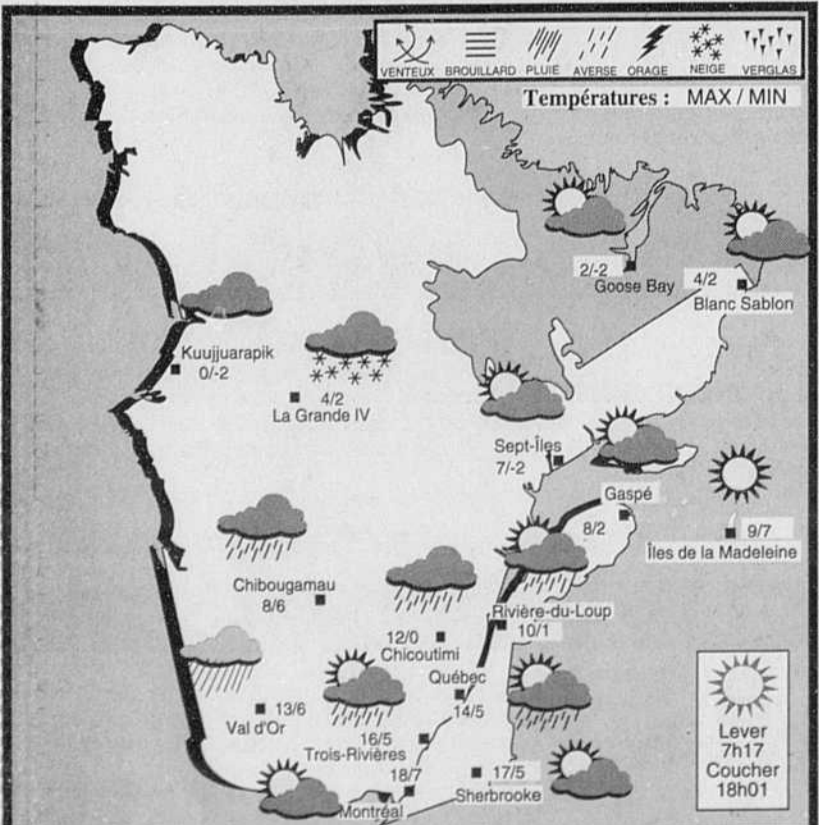 VENTEUX BROUILLARD PLUIE AVERSE ORAGE NEIGE VERGLAS
Températures : MAX / MIN
2/-2
Goose Bay
4/2
Blanc Sablon
Kuujjuarapik
0/-2
4/2
La Grande IV
Sept-Îles
7/-2
Gaspé
8/2
9/7
Îles de la Madeleine
Chibougamau
8/6
Rivière-du-Loup
10/1
12/0
Chicoutimi
Québec
14/5
13/6
Val d'Or
16/5
Trois-Rivières
18/7
Montréal
17/5
Sherbrooke
Lever
7h17
Coucher
18h01